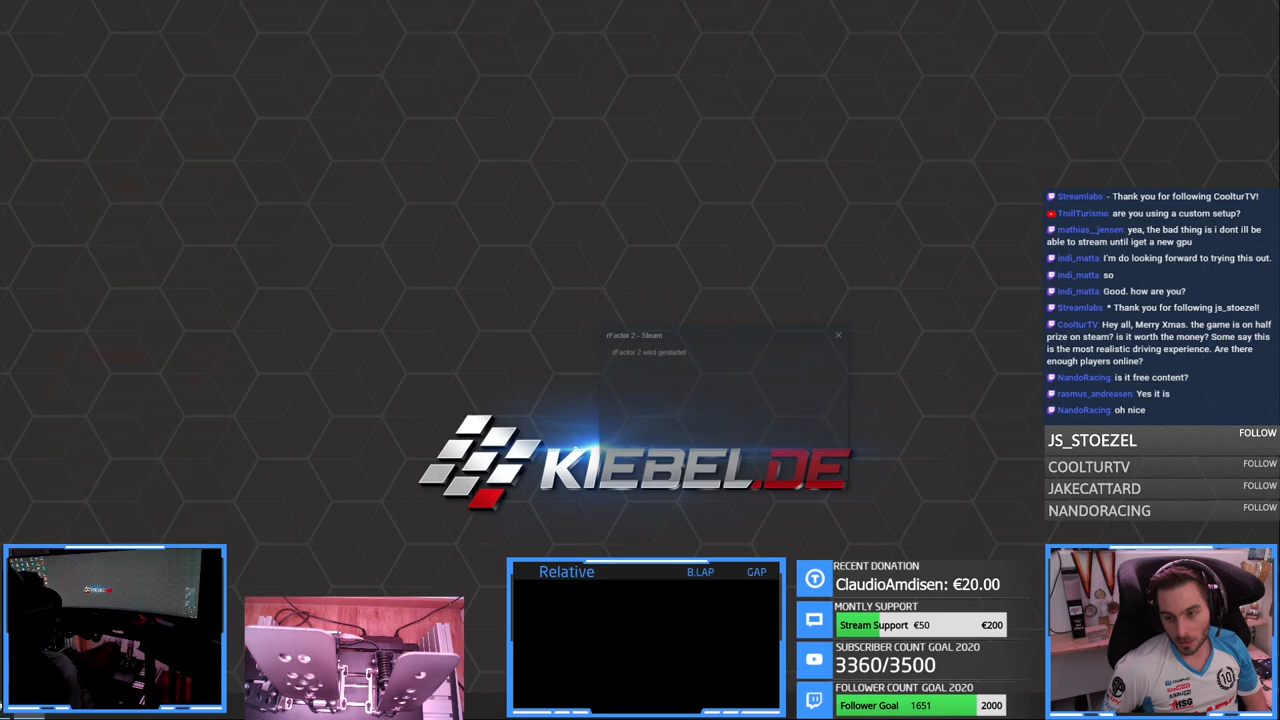 Streamlabs: - Thank you for following CoolturTV!
TrollTurismo: are you using a custom setup?
mathias__jensen: yea, the bad thing is i dont ill be
able to stream until iget a new gpu
indi_matta: I'm do looking forward to trying this out.
indi_matta: so
indi_matta: Good. how are you?
Streamlabs: * Thank you for following js_stoezel!
CoolturTV: Hey all, Merry Xmas. the game is on half
prize on steam? is it worth the money? Some say this
is the most realistic driving experience. Are there
enough players online?
NandoRacing: is it free content?
rasmus_andreasen: Yes it is
NandoRacing: oh nice
rFactor 2 - Steam
rFactor 2 wird gestartet...
KIEBEL.DE
JS_STOEZEL FOLLOW
COOLTURTV FOLLOW
JAKECATTARD FOLLOW
NANDORACING FOLLOW
Relative B.LAP GAP
RECENT DONATION
ClaudioAmdisen: €20.00
MONTLY SUPPORT
Stream Support €50 €200
SUBSCRIBER COUNT GOAL 2020
3360/3500
FOLLOWER COUNT GOAL 2020
Follower Goal 1651 2000
HSG